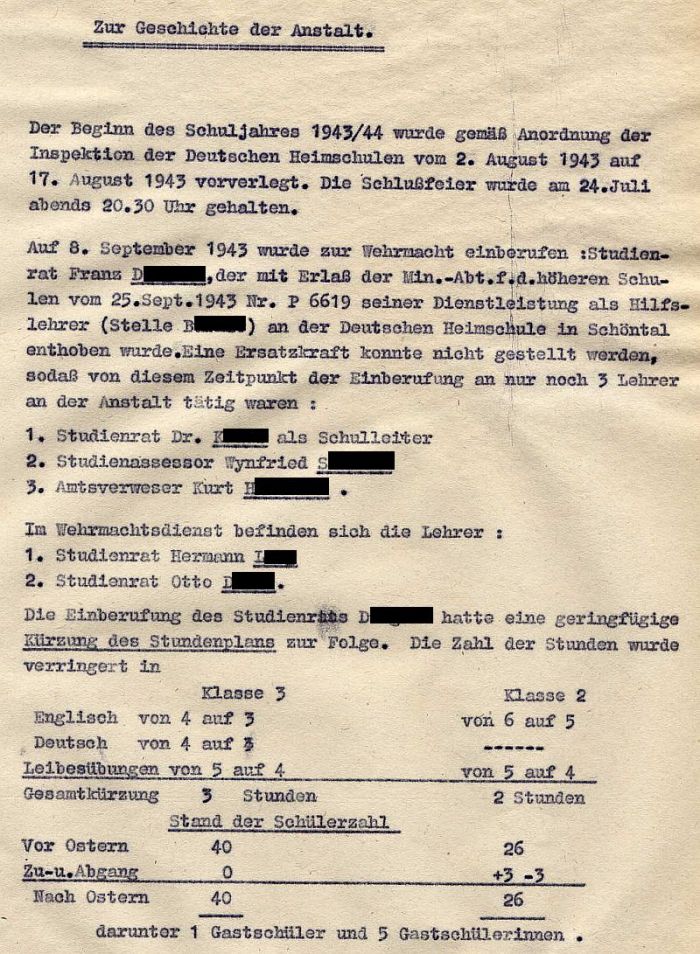 Zur Geschichte der Anstalt.
Der Beginn des Schuljahres 1943/44 wurde gemäß Anordnung der
Inspektion der Deutschen Heimschulen vom 2. August 1943 auf
17. August 1943 vorverlegt. Die Schlußfeier wurde am 24.Juli
abends 20.30 Uhr gehalten.
Auf 8. September 1943 wurde zur Wehrmacht einberufen :Studien-
rat Franz D ,der mit Erlaß der Min.-Abt.f.d.höheren Schu-
len vom 25.Sept.1943 Nr. P 6619 seiner Dienstleistung als Hilfs-
lehrer (Stelle B ) an der Deutschen Heimschule in Schöntal
enthoben wurde.Eine Ersatzkraft konnte nicht gestellt werden,
sodaß von diesem Zeitpunkt der Einberufung an nur noch 3 Lehrer
an der Anstalt tätig waren :
1. Studienrat Dr. K als Schulleiter
2. Studienassessor Wynfried S
3. Amtsverweser Kurt H .
Im Wehrmachtsdienst befinden sich die Lehrer :
1. Studienrat Hermann L
2. Studienrat Otto D .
Die Einberufung des Studienrats D hatte eine geringfügige
Kürzung des Stundenplans zur Folge. Die Zahl der Stunden wurde
verringert in
Klasse 3 Klasse 2
Englisch von 4 auf 3 von 6 auf 5
Deutsch von 4 auf 3 ------
Leibesübungen von 5 auf 4 von 5 auf 4
Gesamtkürzung 3 Stunden 2 Stunden
Stand der Schülerzahl
Vor Ostern 40 26
Zu-u.Abgang 0 +3 -3
Nach Ostern 40 26
darunter 1 Gastschüler und 5 Gastschülerinnen .